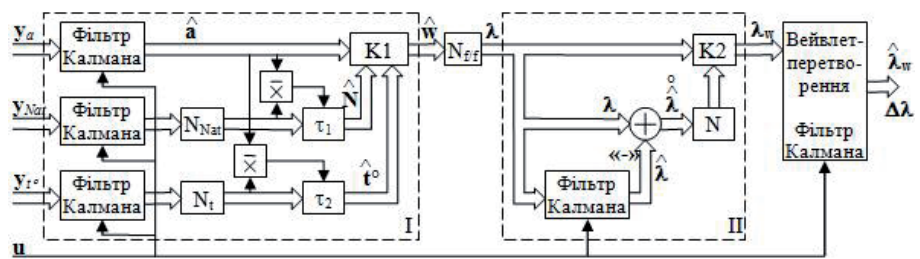 yₐ
Фільтр
Калмана
â
K1
ŵ
N_f/f
λ
K2
λ_w
Вейвлет-
перетво-
рення
Фільтр
Калмана
λ̂_w
Δλ
x̄
N̂
y_Nat
Фільтр
Калмана
N_Nat
τ₁
λ
+
λ̂°
N
x̄
«-»
λ̂
t̂°
y_t°
Фільтр
Калмана
N_t
τ₂
Фільтр
Калмана
I
II
u